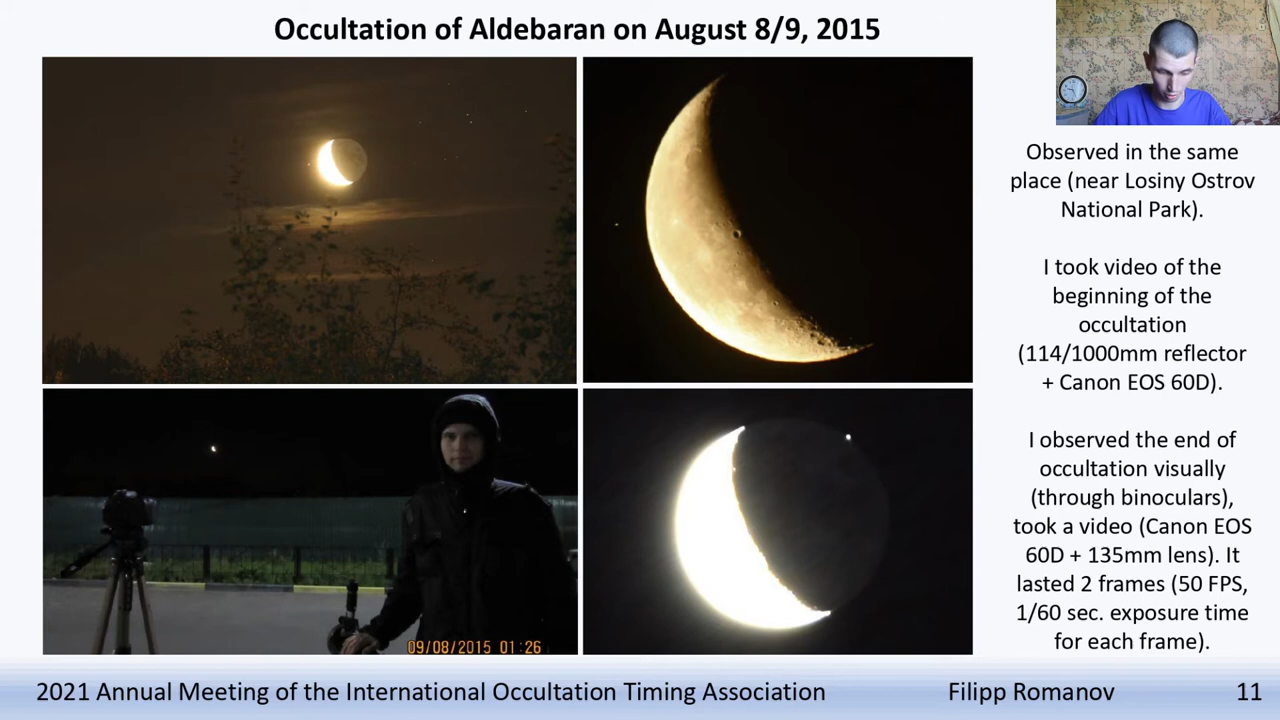 Occultation of Aldebaran on August 8/9, 2015
Observed in the same
place (near Losiny Ostrov
National Park).
I took video of the
beginning of the
occultation
(114/1000mm reflector
+ Canon EOS 60D).
I observed the end of
occultation visually
(through binoculars),
took a video (Canon EOS
60D + 135mm lens). It
lasted 2 frames (50 FPS,
1/60 sec. exposure time
for each frame).
09/08/2015 01:26
2021 Annual Meeting of the International Occultation Timing Association
Filipp Romanov
11